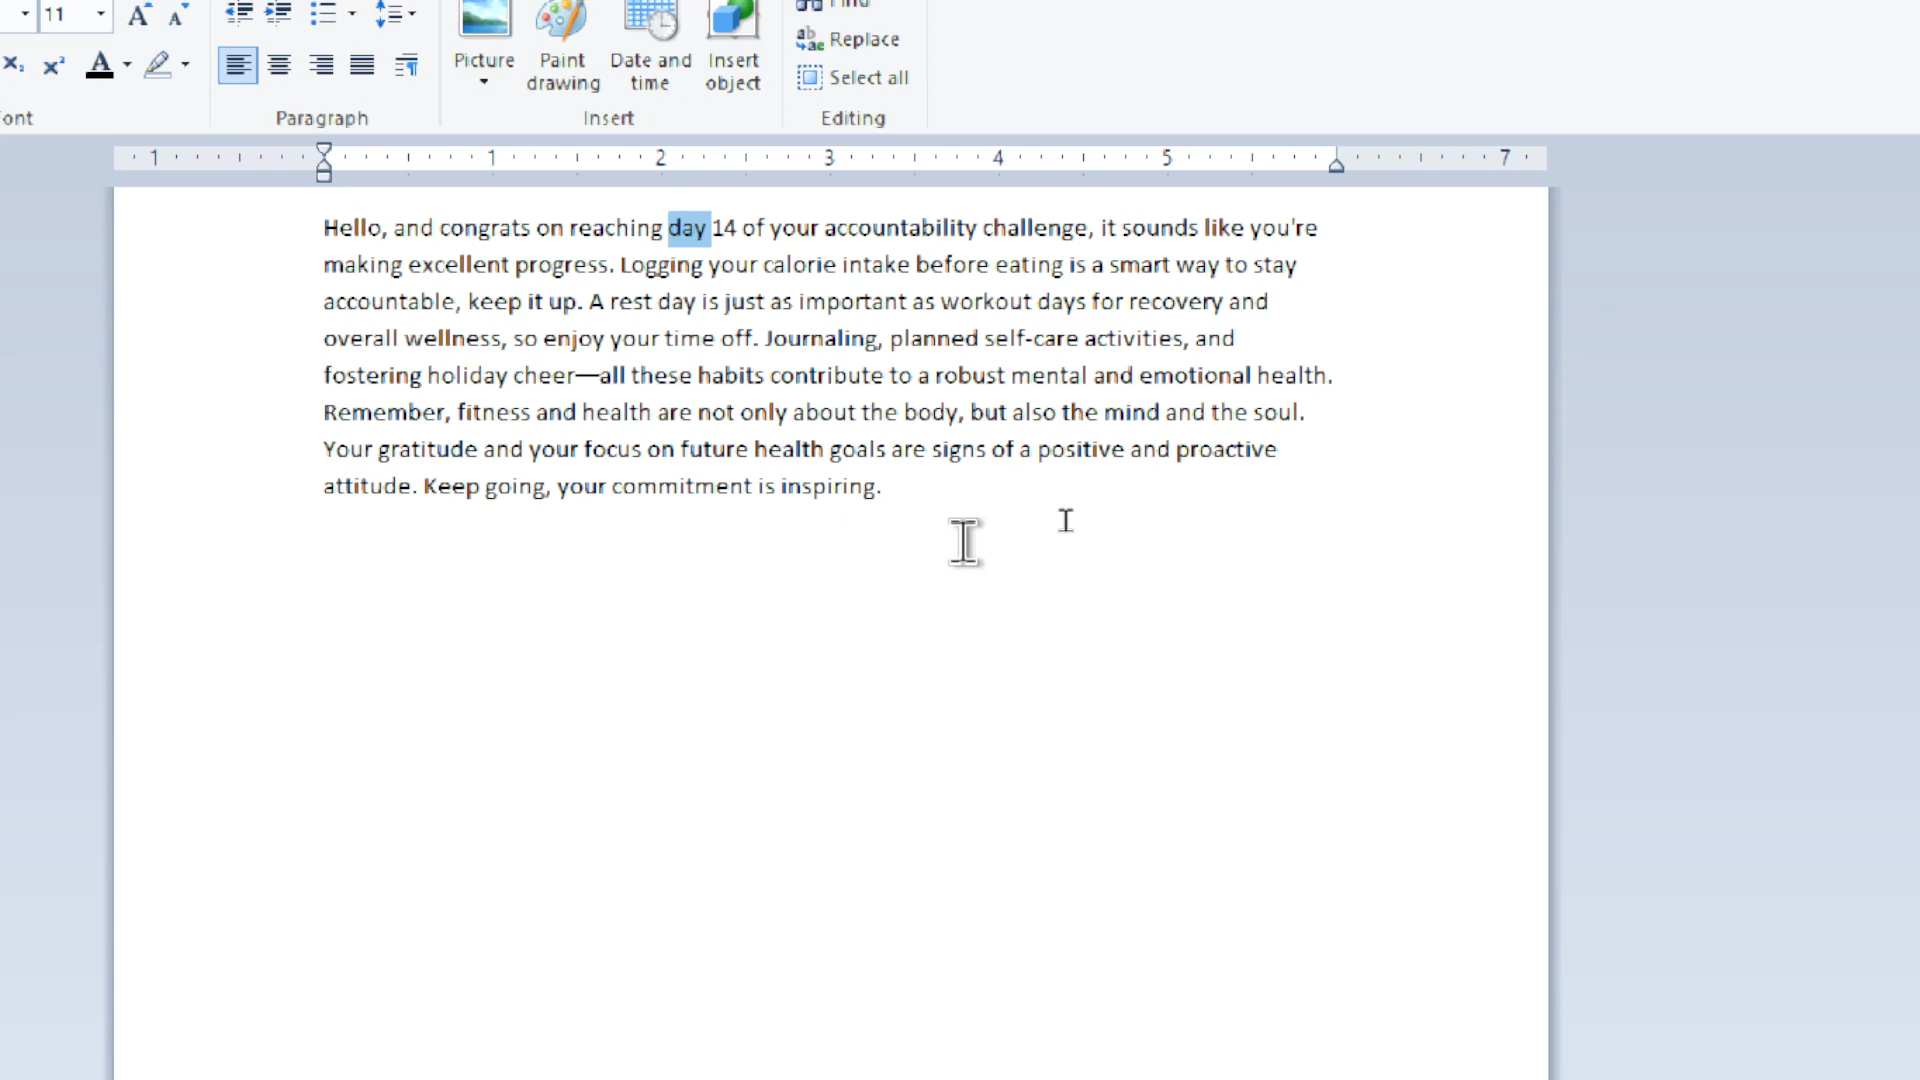 11
Find
Replace
Select all
Picture
Paint drawing
Date and time
Insert object
Paragraph
Insert
Editing
1 1 2 3 4 5 7
Hello, and congrats on reaching day 14 of your accountability challenge, it sounds like you're
making excellent progress. Logging your calorie intake before eating is a smart way to stay
accountable, keep it up. A rest day is just as important as workout days for recovery and
overall wellness, so enjoy your time off. Journaling, planned self-care activities, and
fostering holiday cheer—all these habits contribute to a robust mental and emotional health.
Remember, fitness and health are not only about the body, but also the mind and the soul.
Your gratitude and your focus on future health goals are signs of a positive and proactive
attitude. Keep going, your commitment is inspiring.